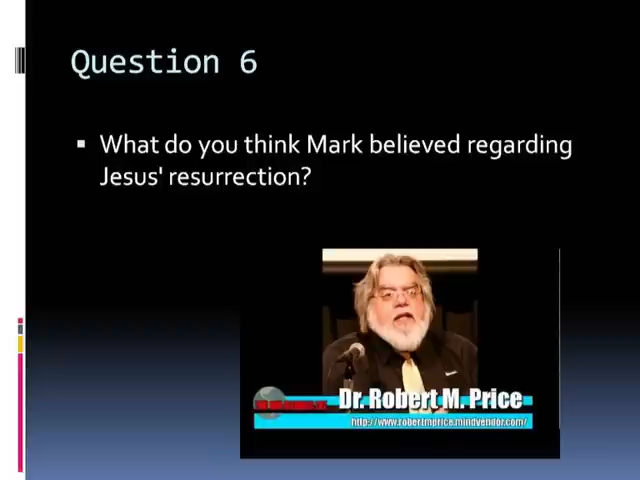 Question 6
What do you think Mark believed regarding
Jesus' resurrection?
Dr. Robert M. Price
http://www.robertmprice.mindvendor.com/